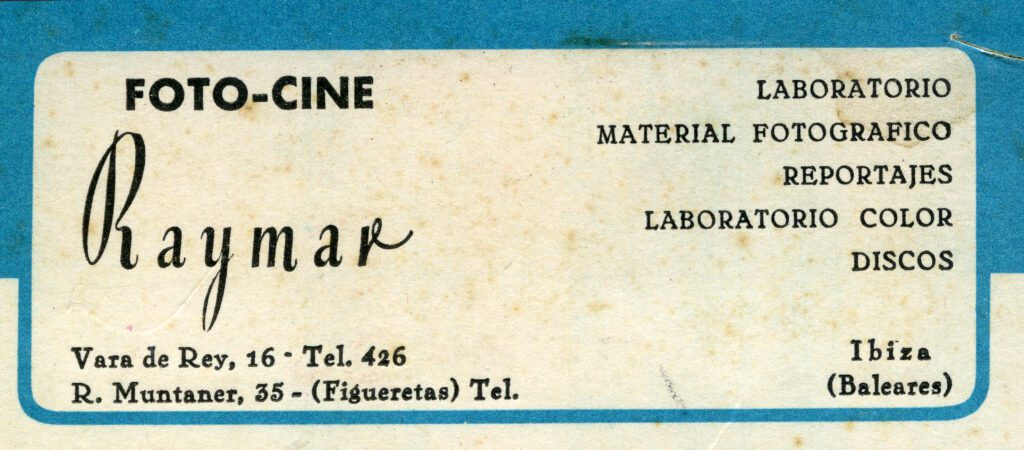 FOTO-CINE
Raymar
LABORATORIO
MATERIAL FOTOGRAFICO
REPORTAJES
LABORATORIO COLOR
DISCOS
Vara de Rey, 16 - Tel. 426
R. Muntaner, 35 - (Figueretas) Tel.
Ibiza
(Baleares)